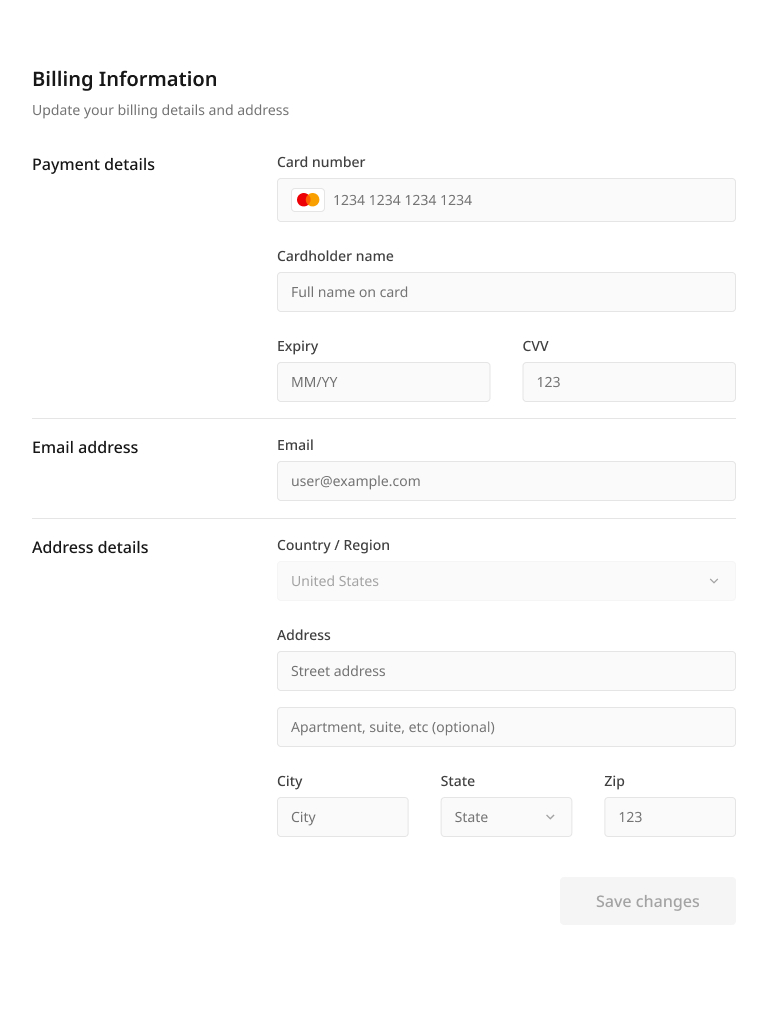 Billing Information
Update your billing details and address
Payment details
Card number
1234 1234 1234 1234
Cardholder name
Full name on card
Expiry
CVV
MM/YY
123
Email address
Email
user@example.com
Address details
Country / Region
United States
Address
Street address
Apartment, suite, etc (optional)
City
State
Zip
City
State
123
Save changes